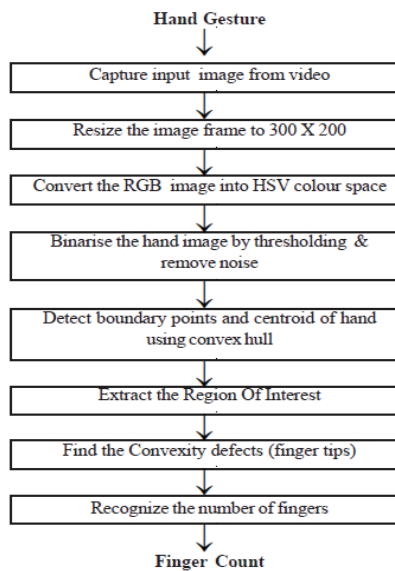 Hand Gesture
Capture input image from video
Resize the image frame to 300 X 200
Convert the RGB image into HSV colour space
Binarise the hand image by thresholding &
remove noise
Detect boundary points and centroid of hand
using convex hull
Extract the Region Of Interest
Find the Convexity defects (finger tips)
Recognize the number of fingers
Finger Count